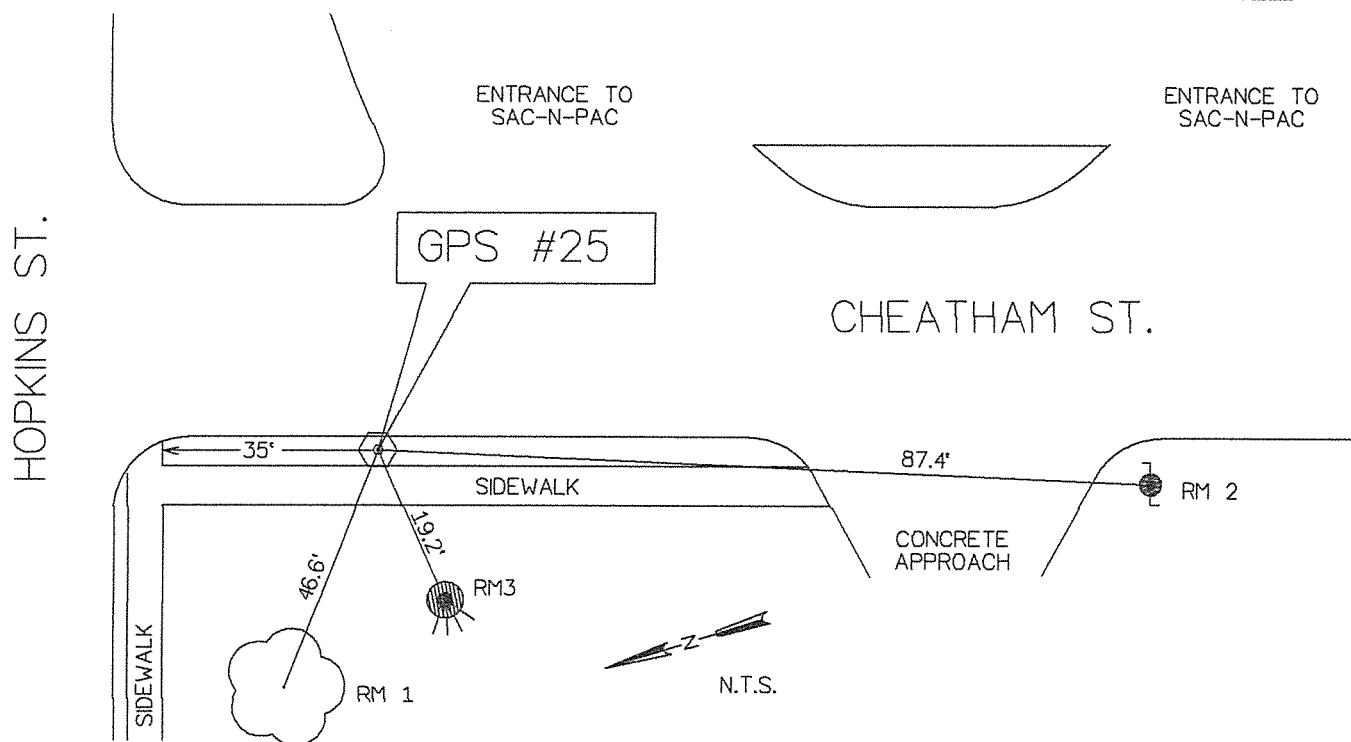 ENTRANCE TO
SAC-N-PAC
ENTRANCE TO
SAC-N-PAC
HOPKINS ST.
GPS #25
CHEATHAM ST.
35'
87.4'
SIDEWALK
RM 2
19.2'
CONCRETE
APPROACH
46.6'
RM3
SIDEWALK
RM 1
N
N.T.S.